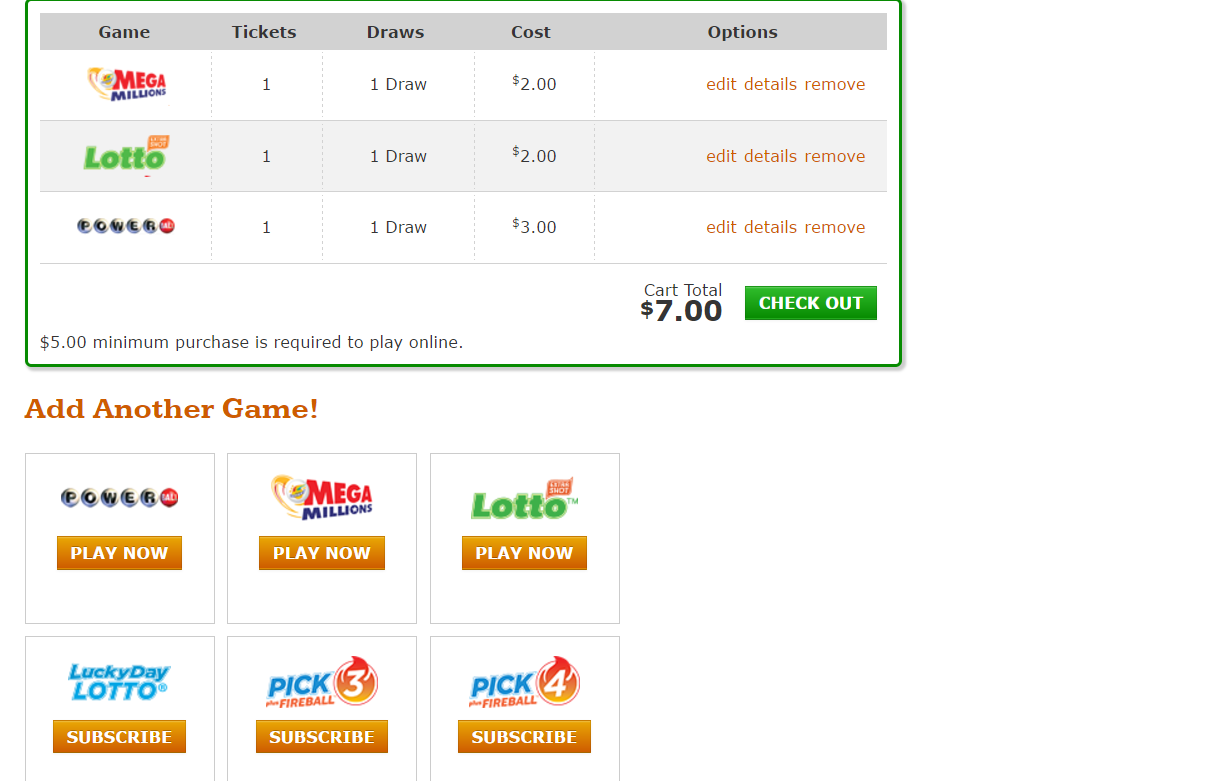 Game Tickets Draws Cost Options
MEGA MILLIONS 1 1 Draw $2.00 edit details remove
Lotto EXTRA SHOT 1 1 Draw $2.00 edit details remove
POWERBALL 1 1 Draw $3.00 edit details remove
Cart Total
$7.00 CHECK OUT
$5.00 minimum purchase is required to play online.
Add Another Game!
POWERBALL
PLAY NOW
MEGA MILLIONS
PLAY NOW
EXTRA SHOT
Lotto™
PLAY NOW
LuckyDay
LOTTO®
SUBSCRIBE
PICK 3
plus FIREBALL
SUBSCRIBE
PICK 4
plus FIREBALL
SUBSCRIBE